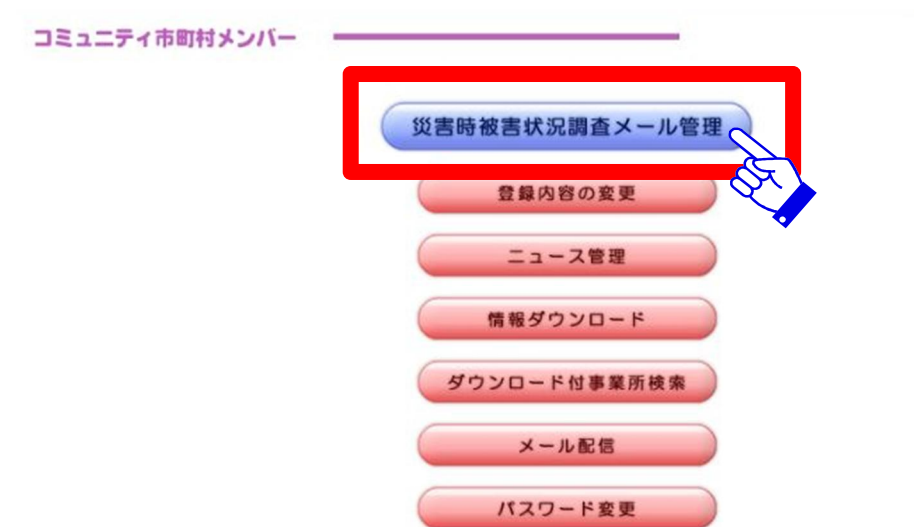 コミュニティ市町村メンバー
災害時被害状況調査メール管理
登録内容の変更
ニュース管理
情報ダウンロード
ダウンロード付事業所検索
メール配信
パスワード変更